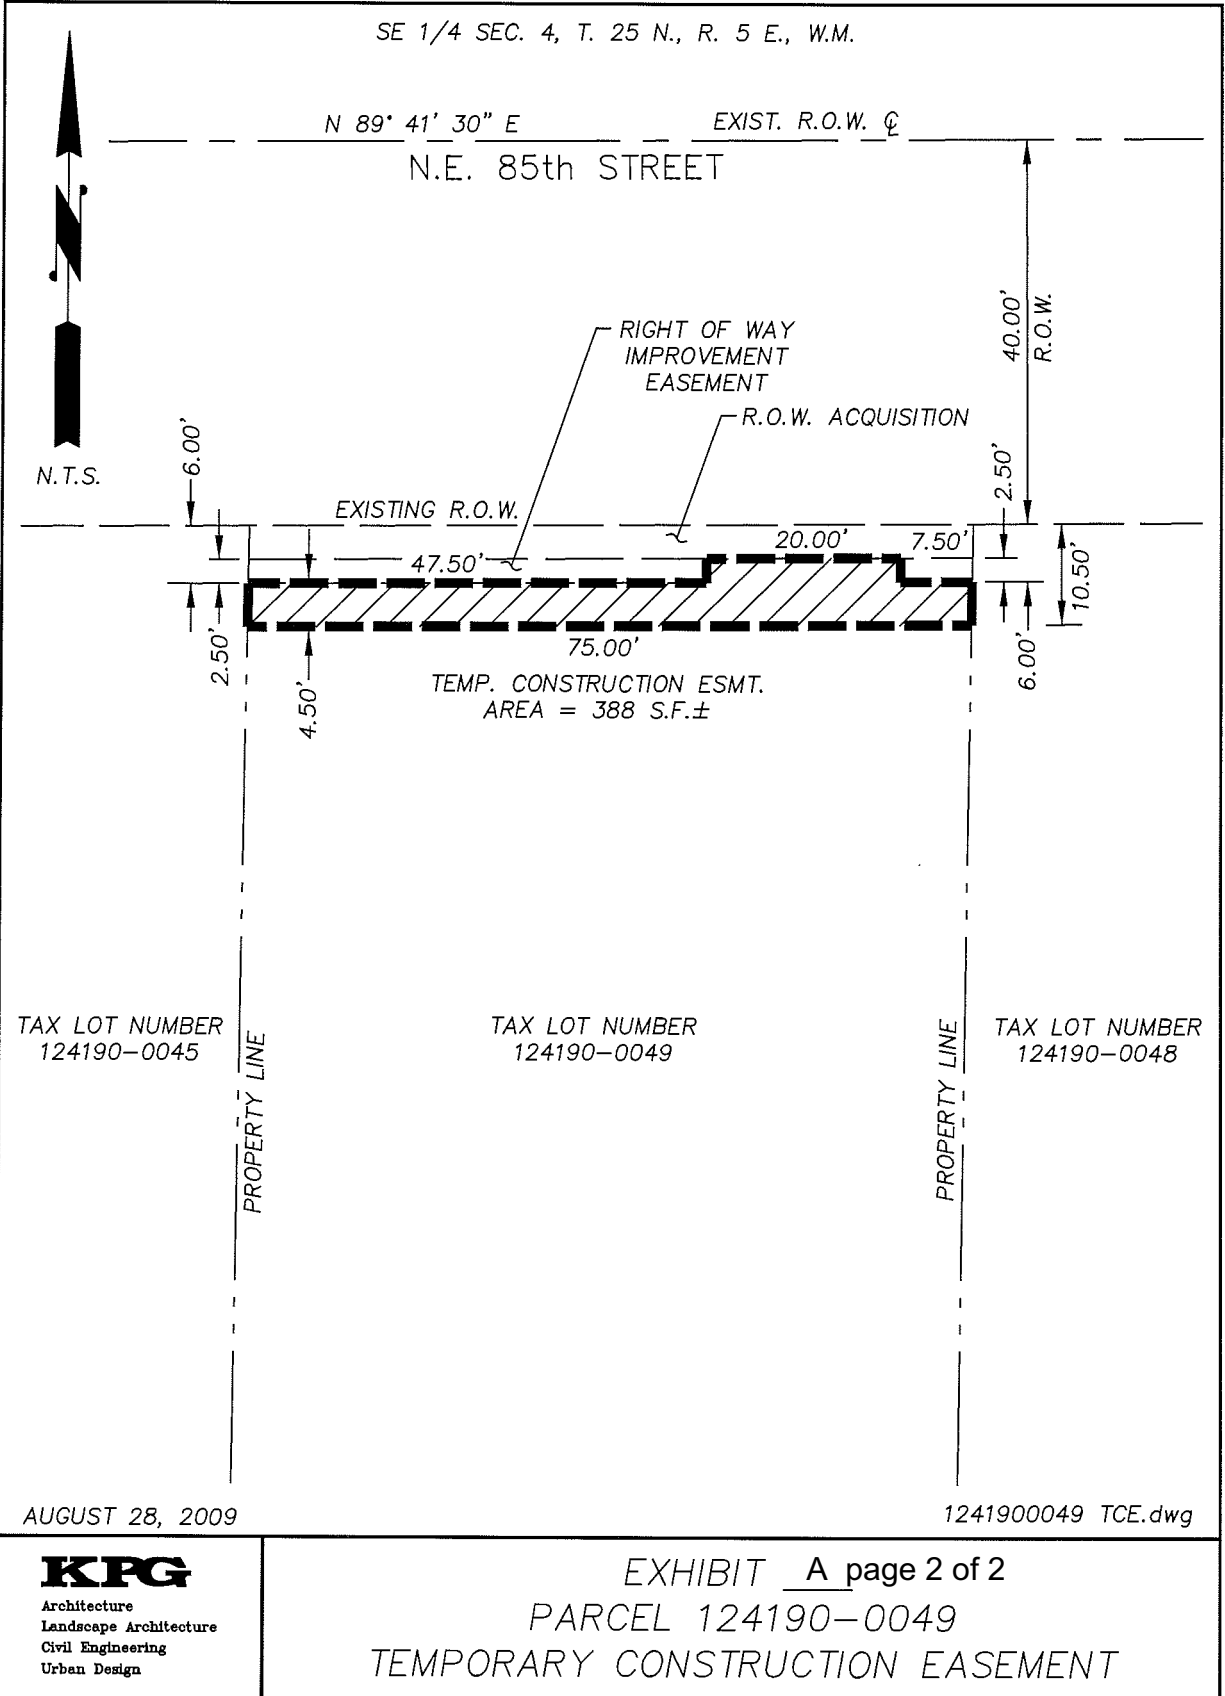 SE 1/4 SEC. 4, T. 25 N., R. 5 E., W.M.
N 89° 41' 30" E
EXIST. R.O.W. ℄
N.E. 85th STREET
N
N.T.S.
40.00'
R.O.W.
RIGHT OF WAY
IMPROVEMENT
EASEMENT
R.O.W. ACQUISITION
6.00'
2.50'
EXISTING R.O.W.
47.50'
20.00'
7.50'
10.50'
2.50'
4.50'
75.00'
6.00'
TEMP. CONSTRUCTION ESMT.
AREA = 388 S.F.±
TAX LOT NUMBER
124190-0045
PROPERTY LINE
TAX LOT NUMBER
124190-0049
PROPERTY LINE
TAX LOT NUMBER
124190-0048
AUGUST 28, 2009
1241900049 TCE.dwg
KPG
Architecture
Landscape Architecture
Civil Engineering
Urban Design
EXHIBIT A page 2 of 2
PARCEL 124190-0049
TEMPORARY CONSTRUCTION EASEMENT